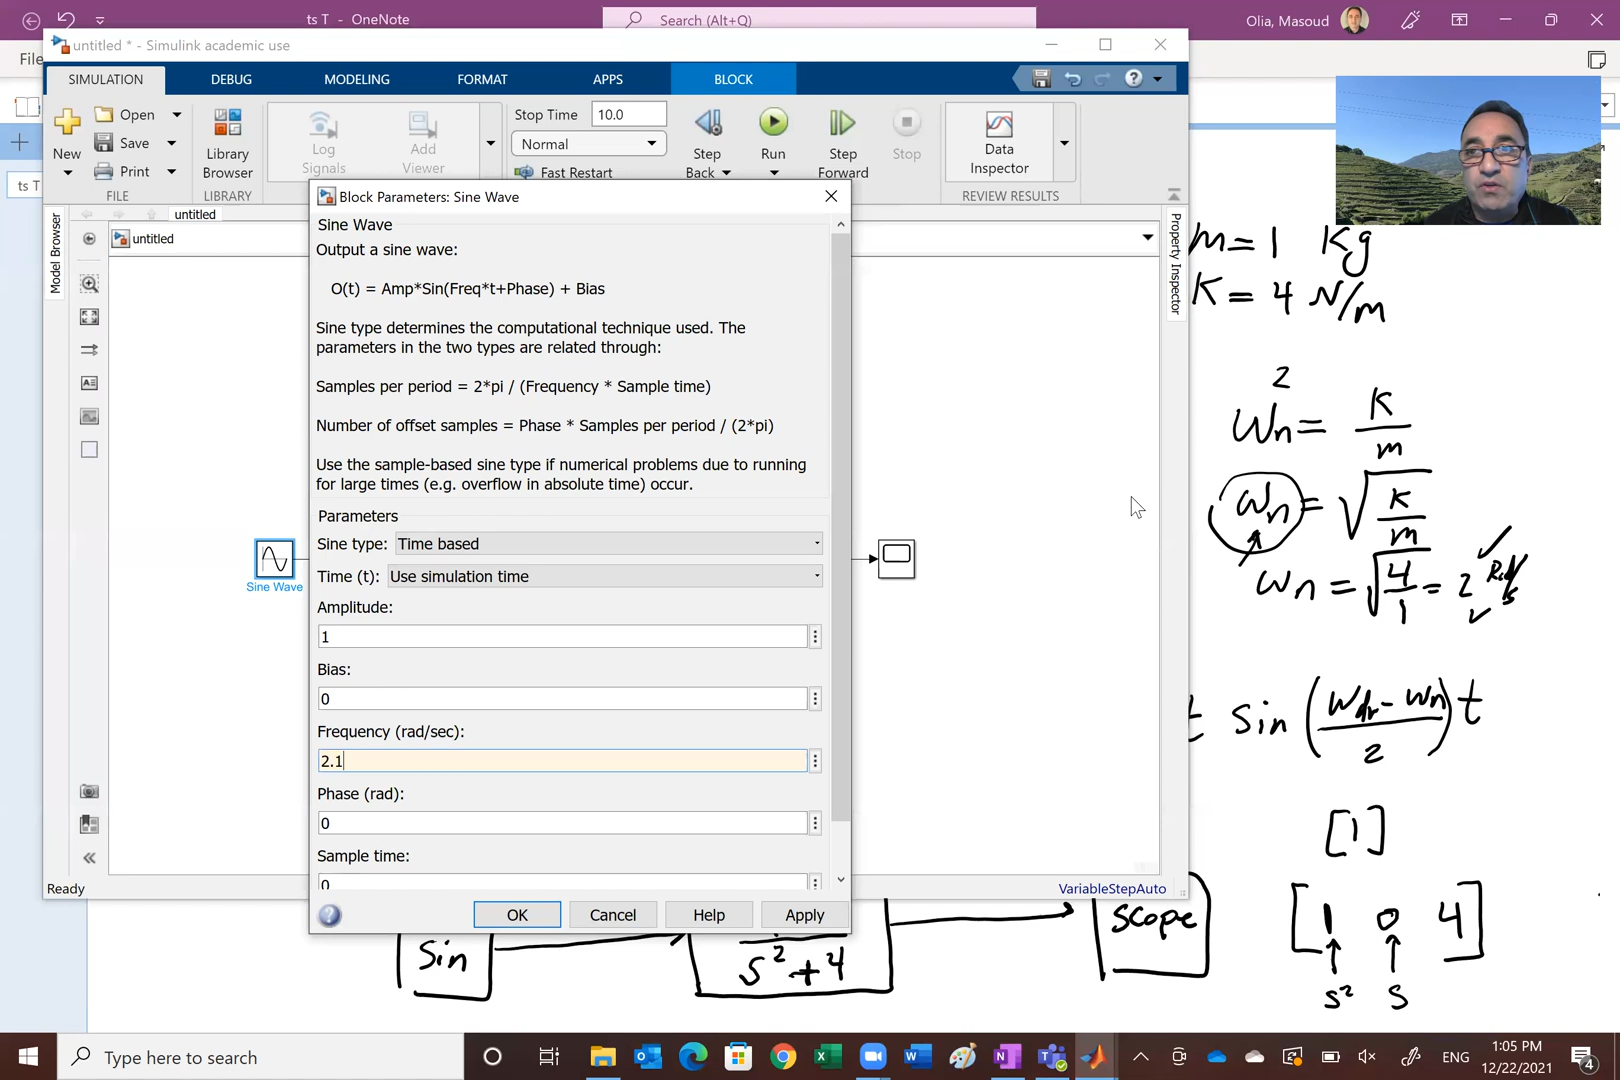 ts T - OneNote
Search (Alt+Q)
Olia, Masoud
File
untitled * - Simulink academic use
SIMULATION
DEBUG
MODELING
FORMAT
APPS
BLOCK
New
Open
Save
Print
FILE
Library
Browser
LIBRARY
Log
Signals
Add
Viewer
Stop Time
10.0
Normal
Fast Restart
Step
Back
Run
Step
Forward
Stop
Data
Inspector
REVIEW RESULTS
ts T
Model Browser
untitled
untitled
Property Inspector
Block Parameters: Sine Wave
Sine Wave
Output a sine wave:
O(t) = Amp*Sin(Freq*t+Phase) + Bias
Sine type determines the computational technique used. The
parameters in the two types are related through:
Samples per period = 2*pi / (Frequency * Sample time)
Number of offset samples = Phase * Samples per period / (2*pi)
Use the sample-based sine type if numerical problems due to running
for large times (e.g. overflow in absolute time) occur.
Parameters
Sine type: Time based
Time (t): Use simulation time
Amplitude:
1
Bias:
0
Frequency (rad/sec):
2.1
Phase (rad):
0
Sample time:
0
OK
Cancel
Help
Apply
Sine Wave
Ready
VariableStepAuto
m = 1 Kg
K = 4 N/m
ωn² = K/m
ωn = √(K/m)
ωn = √(4/1) = 2 Rad/s
t sin((ωdr - ωn)/2)t
[1]
[1 0 4]
s² s
sin
s² + 4
scope
Type here to search
ENG
1:05 PM
12/22/2021
4